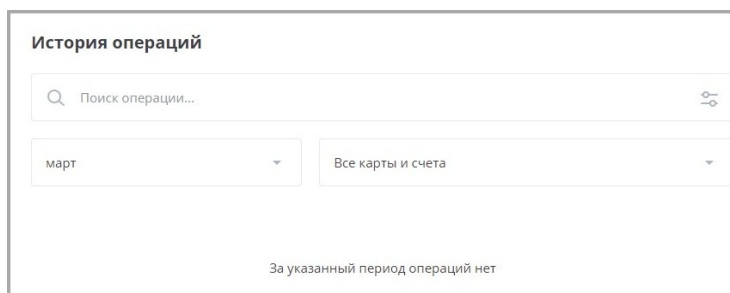 История операций
Поиск операции...
март
Все карты и счета
За указанный период операций нет